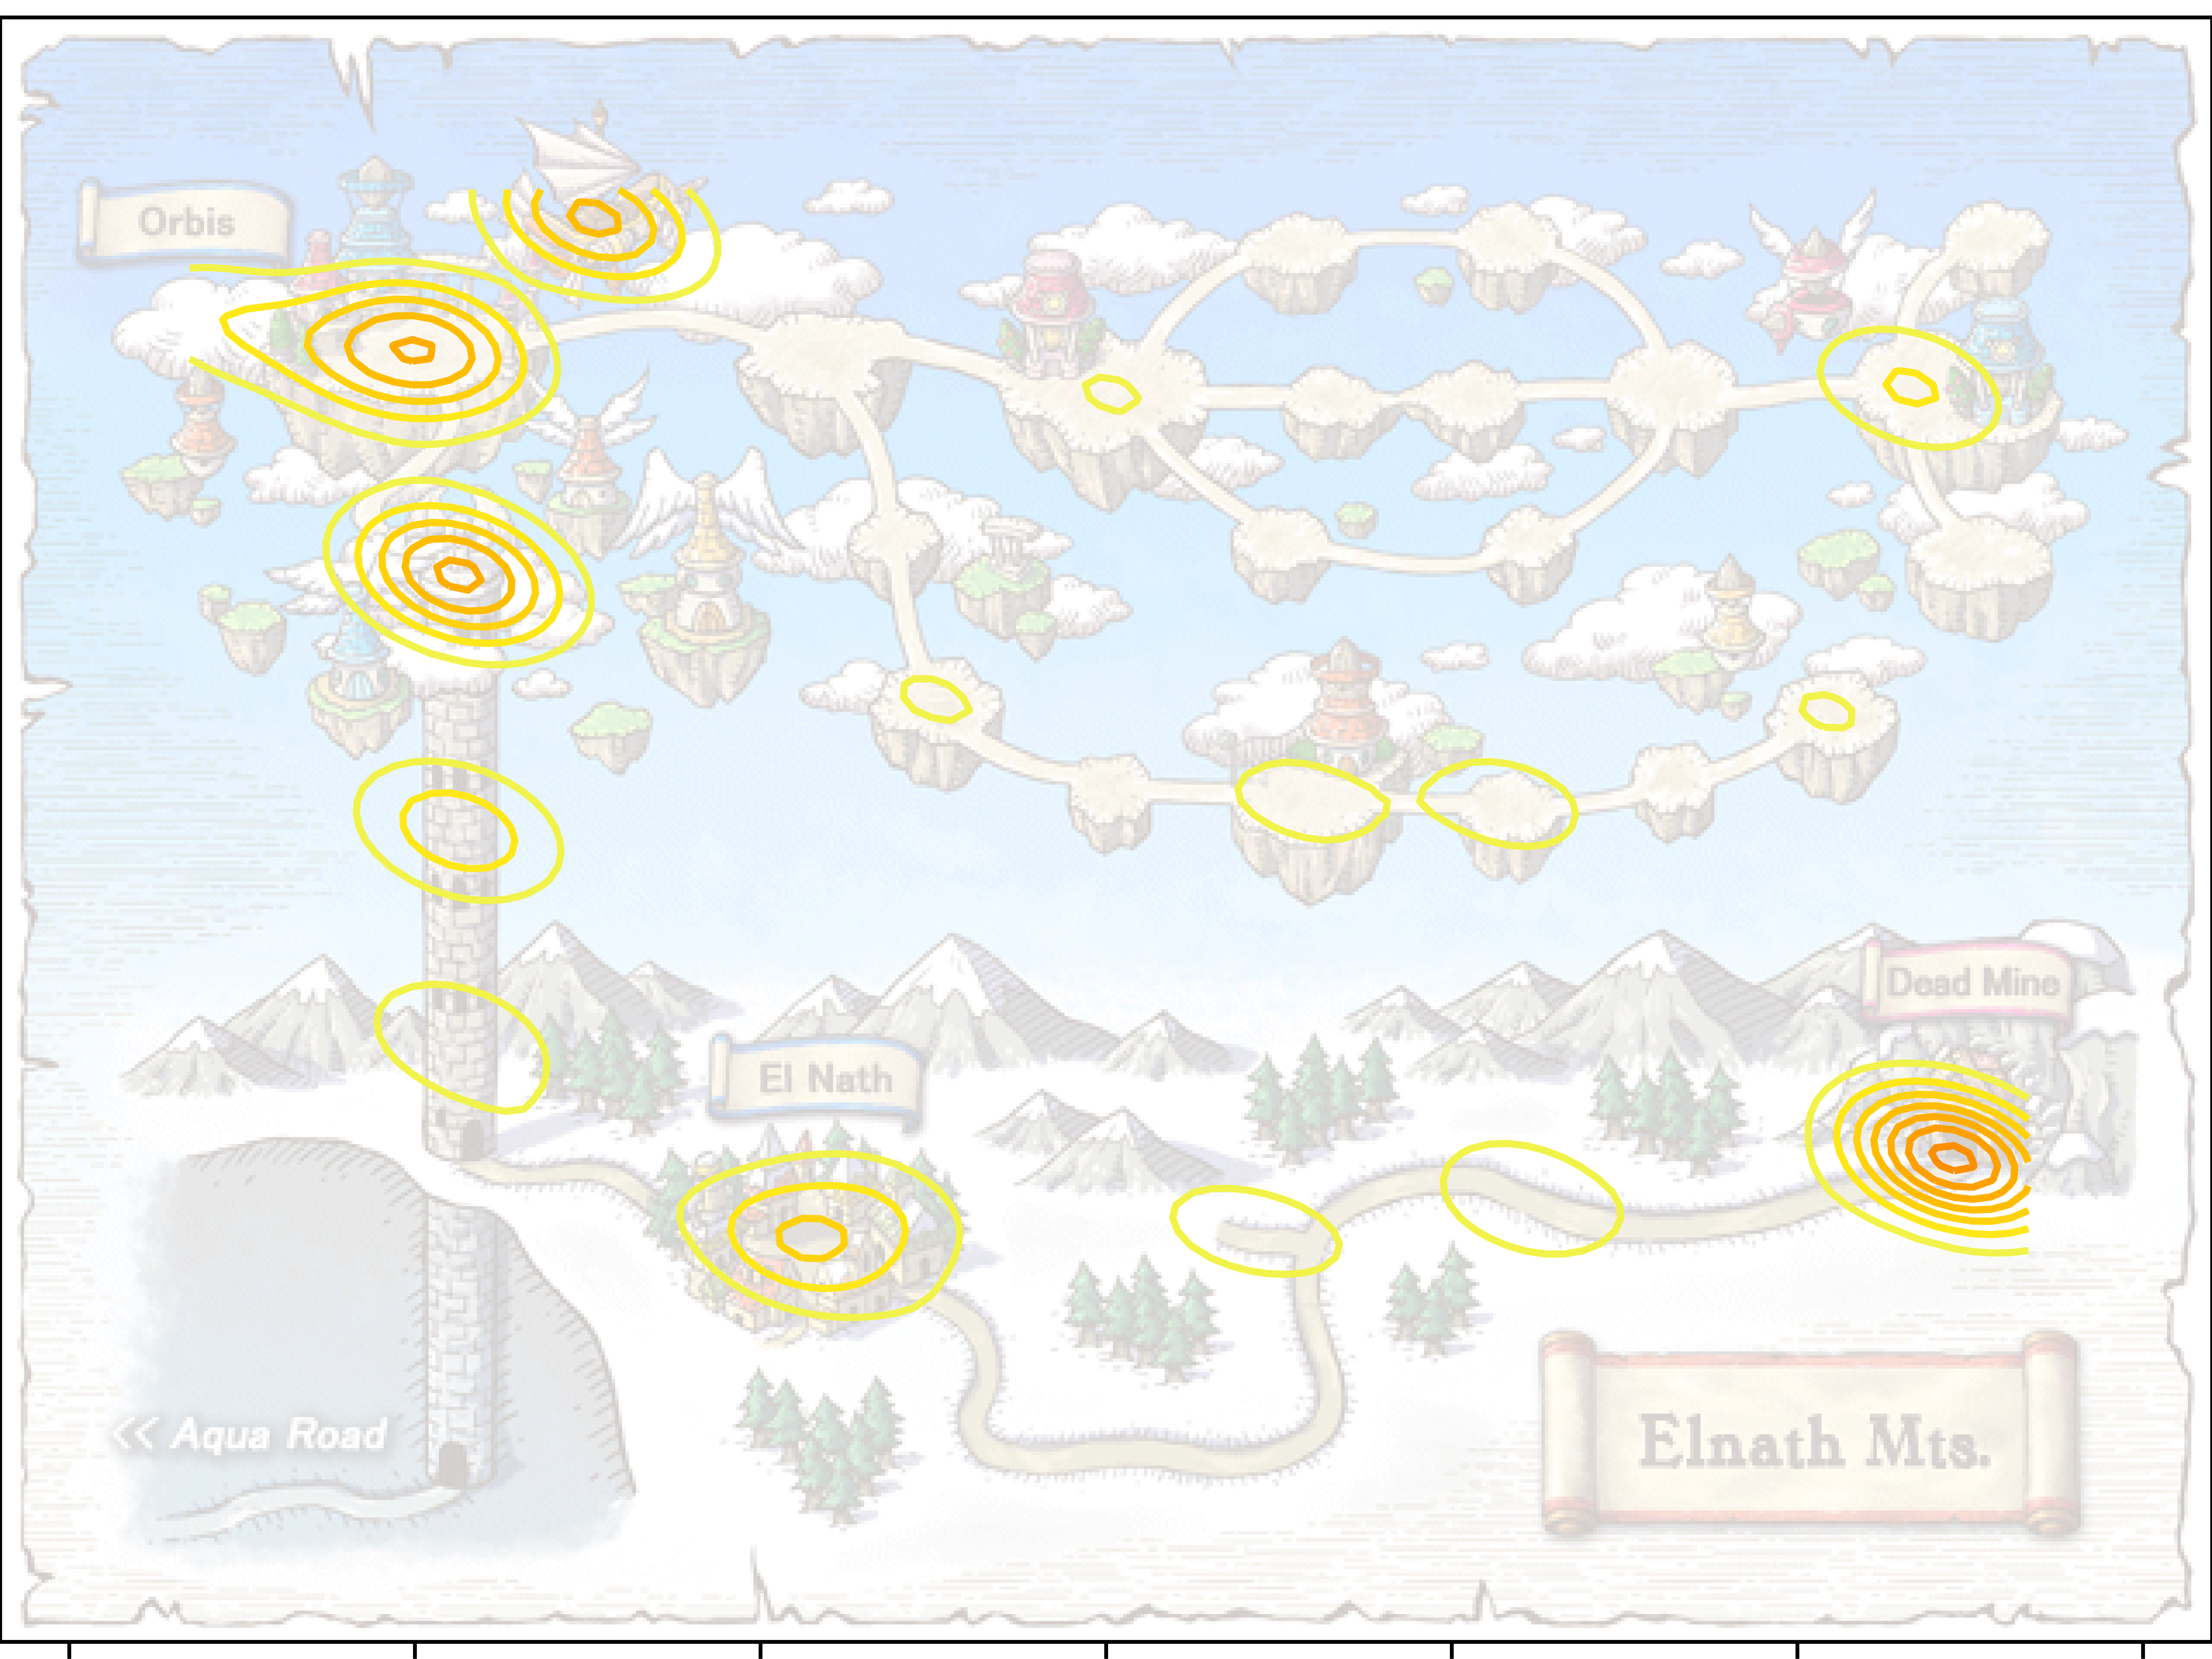 Orbis
Dead Mine
El Nath
<< Aqua Road
Elnath Mts.